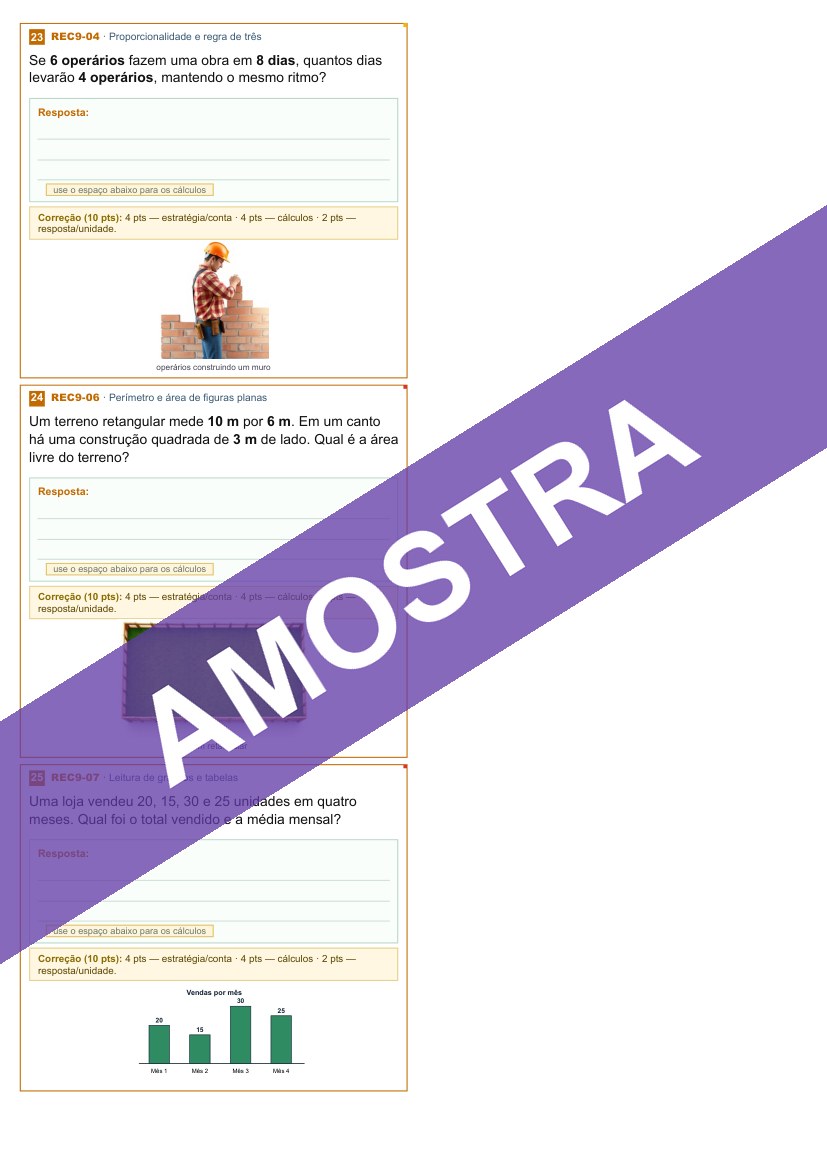 23 REC9-04 · Proporcionalidade e regra de três
Se 6 operários fazem uma obra em 8 dias, quantos dias
levarão 4 operários, mantendo o mesmo ritmo?
Resposta:
use o espaço abaixo para os cálculos
Correção (10 pts): 4 pts — estratégia/conta · 4 pts — cálculos · 2 pts —
resposta/unidade.
operários construindo um muro
24 REC9-06 · Perímetro e área de figuras planas
Um terreno retangular mede 10 m por 6 m. Em um canto
há uma construção quadrada de 3 m de lado. Qual é a área
livre do terreno?
Resposta:
use o espaço abaixo para os cálculos
Correção (10 pts): 4 pts — estratégia/conta · 4 pts — cálculos · 2 pts —
resposta/unidade.
AMOSTRA
25 REC9-07 · Leitura de gráficos e tabelas
Uma loja vendeu 20, 15, 30 e 25 unidades em quatro
meses. Qual foi o total vendido e a média mensal?
Resposta:
use o espaço abaixo para os cálculos
Correção (10 pts): 4 pts — estratégia/conta · 4 pts — cálculos · 2 pts —
resposta/unidade.
Vendas por mês
20 15 30 25
Mês 1 Mês 2 Mês 3 Mês 4